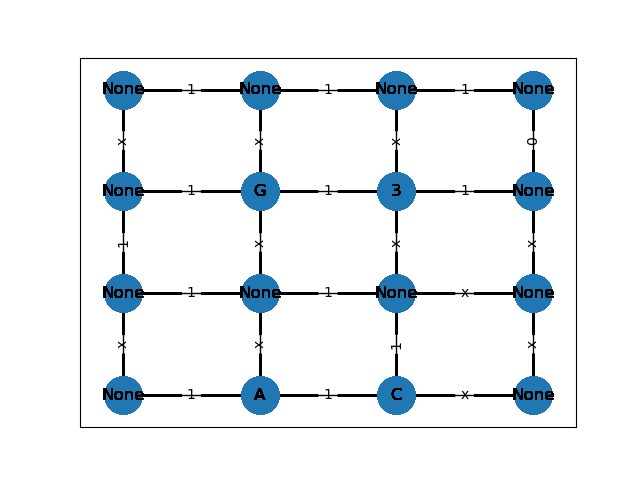 None 1 None 1 None 1 None
x x x 0
None 1 G 1 3 1 None
1 x x x
None 1 None 1 None x None
x x 1 x
None 1 A 1 C x None